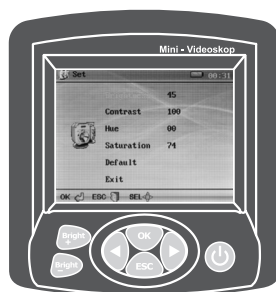 Mini - Videoskop
Set 00:31
45
Contrast 100
Hue 00
Saturation 74
Default
Exit
OK ESC SEL
OK
Bright +
Bright
ESC